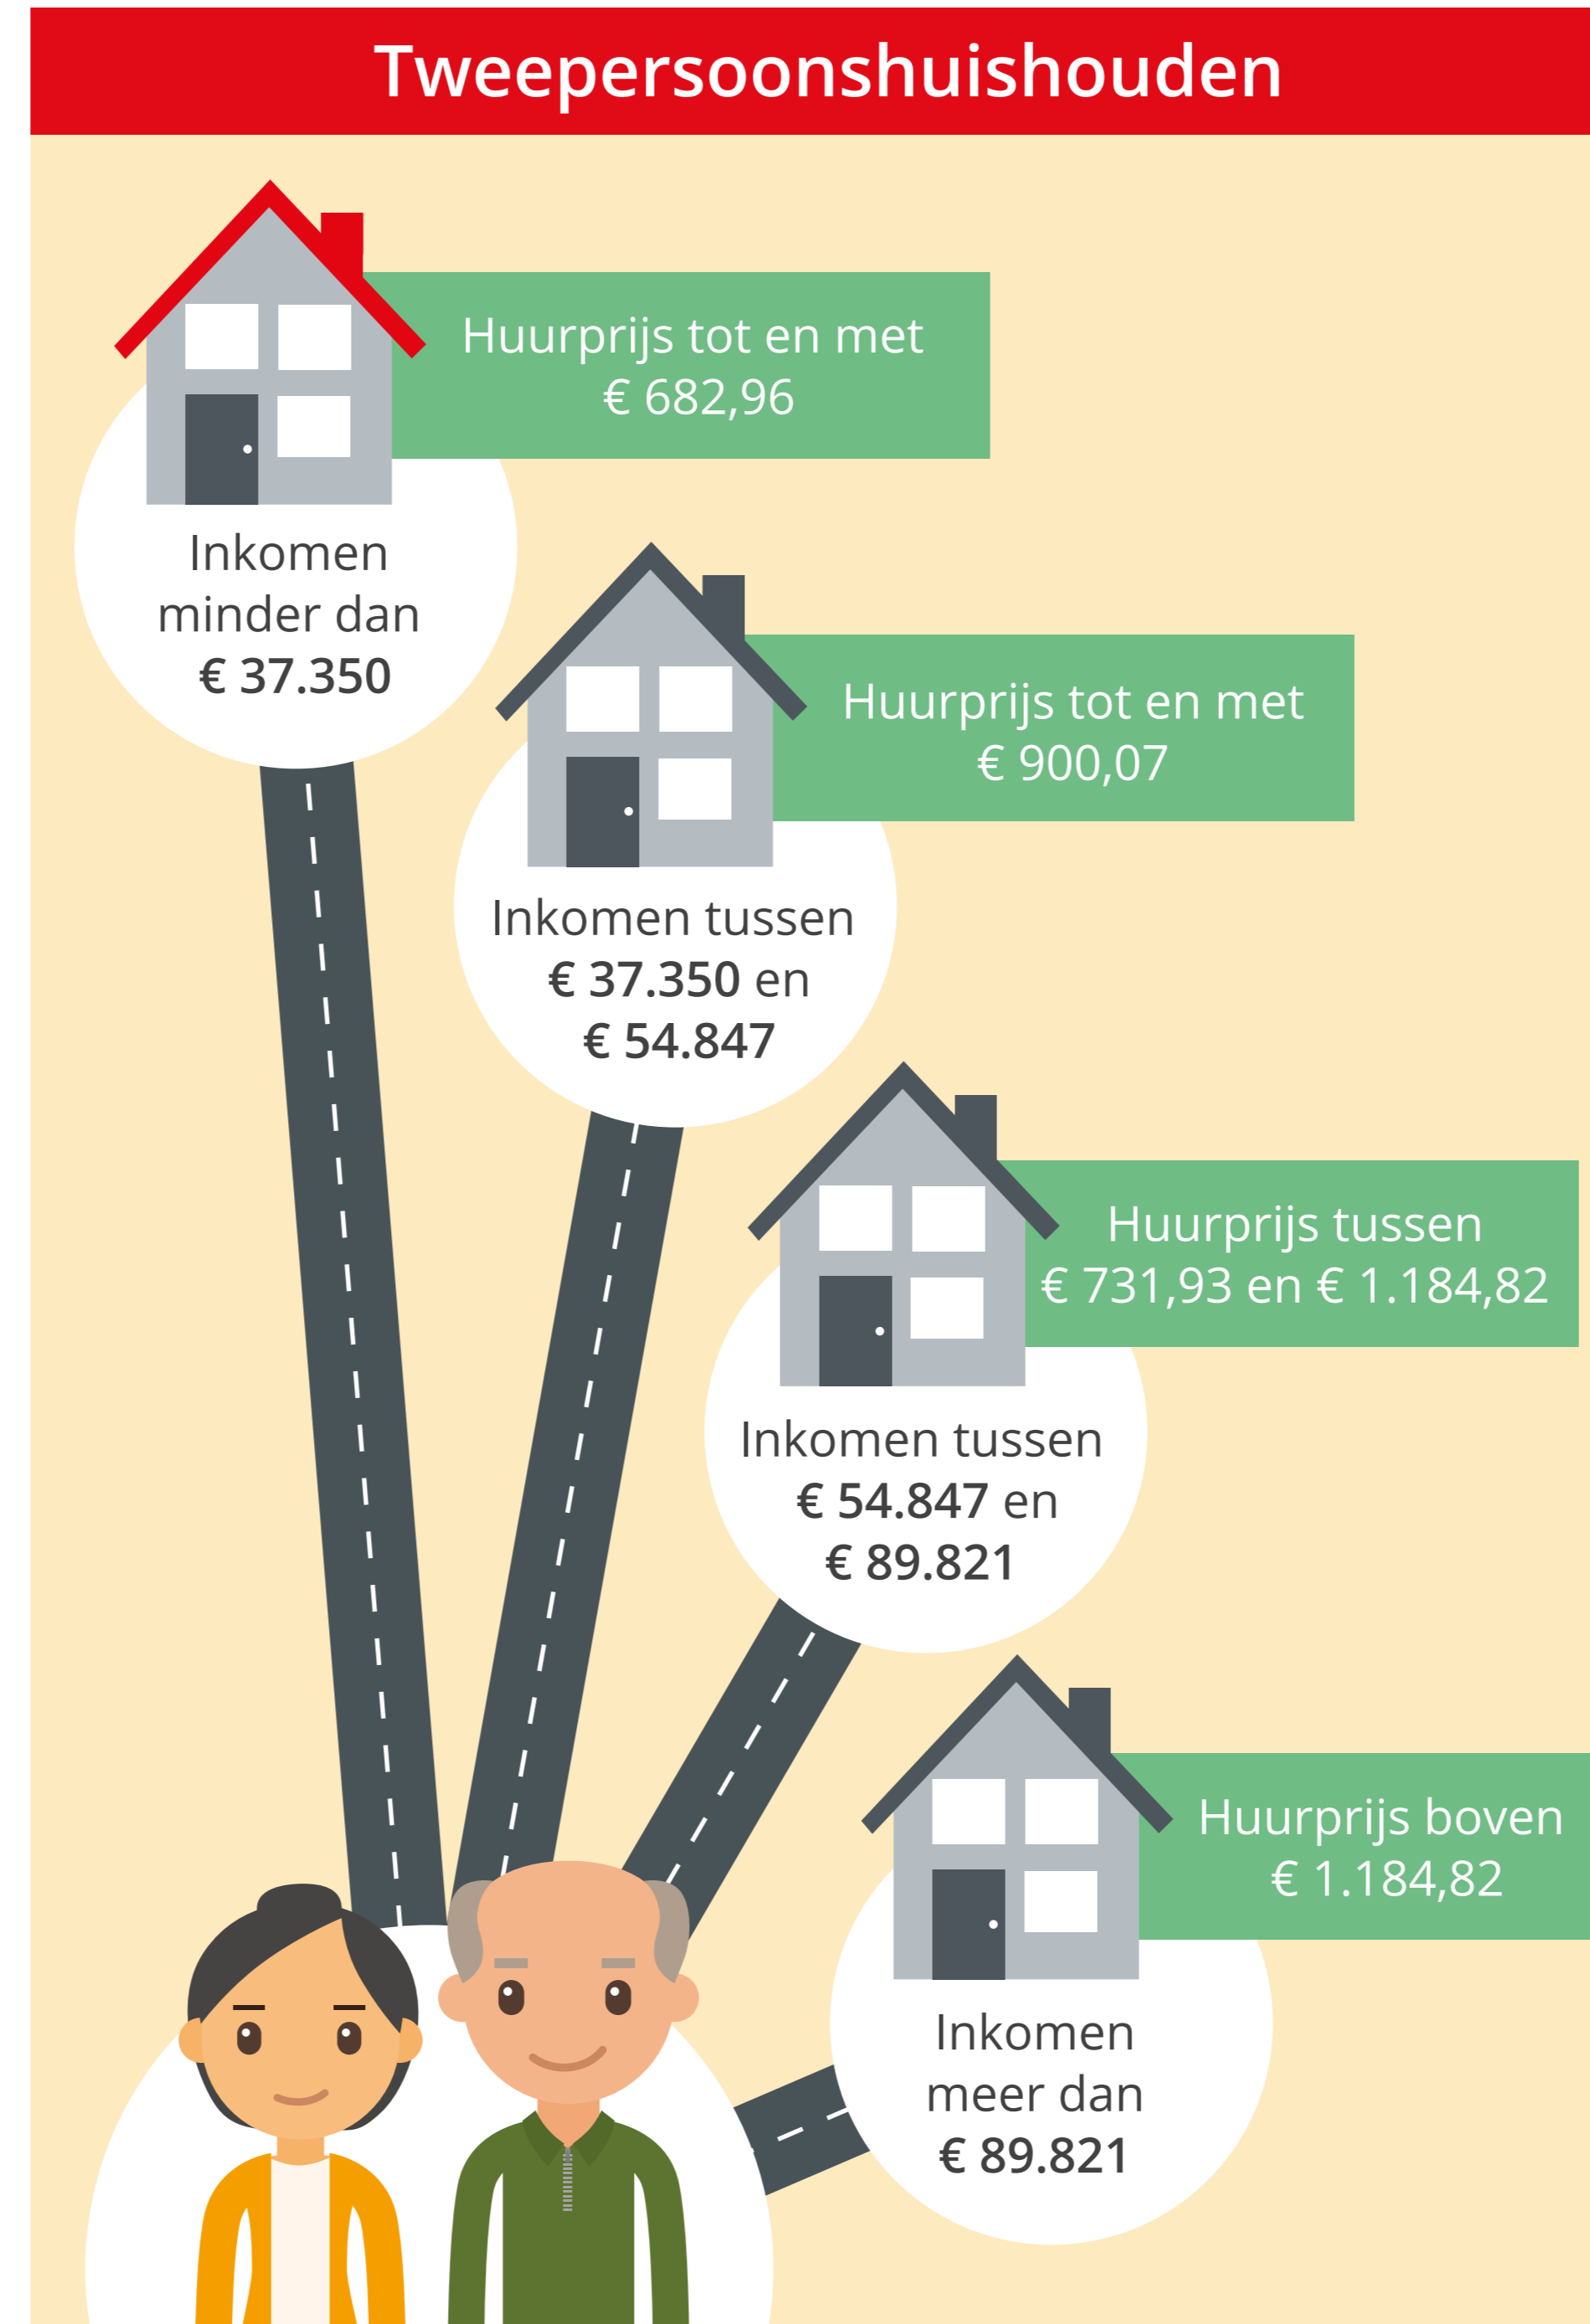 Tweepersoonshuishouden
Huurprijs tot en met
€ 682,96
Inkomen
minder dan
€ 37.350
Huurprijs tot en met
€ 900,07
Inkomen tussen
€ 37.350 en
€ 54.847
Huurprijs tussen
€ 731,93 en € 1.184,82
Inkomen tussen
€ 54.847 en
€ 89.821
Huurprijs boven
€ 1.184,82
Inkomen
meer dan
€ 89.821